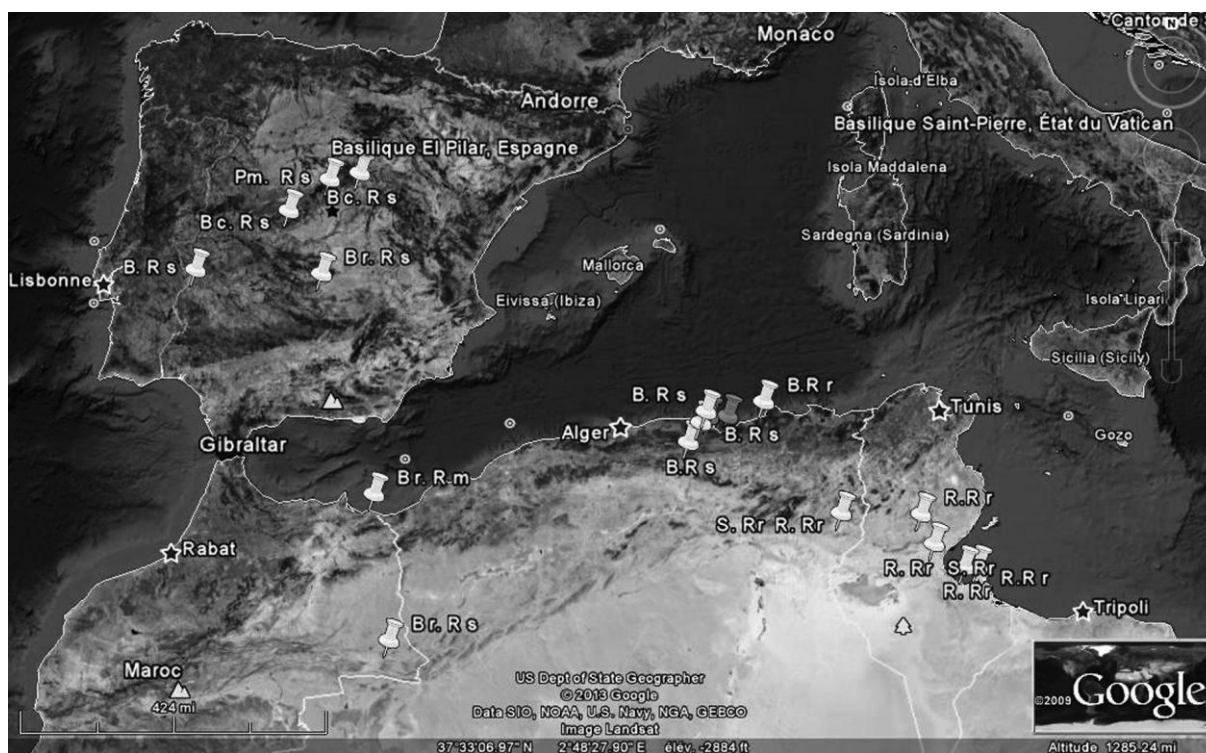 Canton de S
N
Monaco
Isola d'Elba
Andorre
Basilique Saint-Pierre, État du Vatican
Basilique El Pilar, Espagne
Isola Maddalena
Pm. R s
Bc. R s
Bc. R s
Sardegna (Sardinia)
B. R s
Br. R s
Mallorca
Lisbonne
Eivissa (Ibiza)
Isola Lipari
Sicilia (Sicily)
B. R s
B.R r
Tunis
Alger
B. R s
Gozo
Gibraltar
B.R s
Br. R m
R.R r
S. Rr R. Rr
Rabat
R. Rr
S. Rr
R.R r
R. Rr
Tripoli
Br. R s
Maroc
424 mi
US Dept of State Geographer
© 2013 Google
Data SIO, NOAA, U.S. Navy, NGA, GEBCO
Image Landsat
©2009 Google
37°33'06.97" N 2°48'27.90" E élév. -2884 ft
Altitude 1285.24 mi